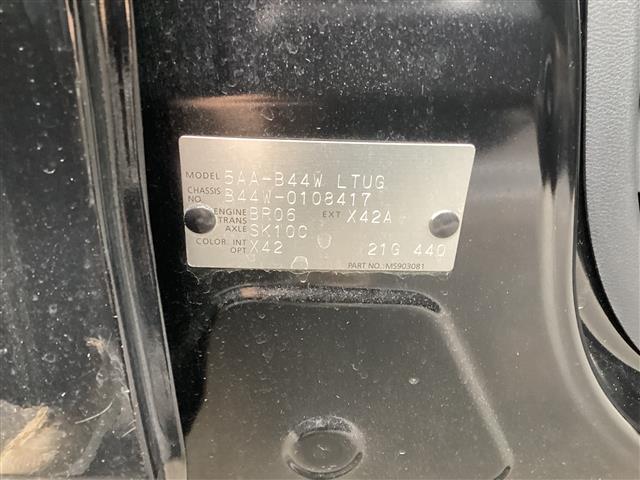 MODEL 5AA-B44W LTUG
CHASSIS NO. B44W-0108417
ENGINE BR06 EXT X42A
TRANS AXLE SK10C
COLOR. INT OPT X42 21G 440
PART NO.: MS903081